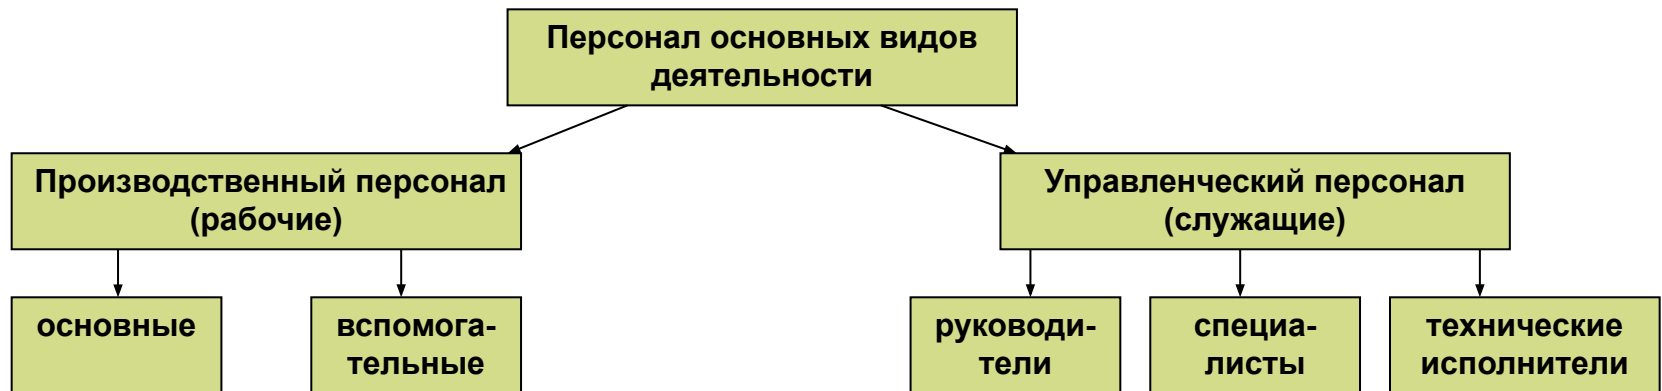 Персонал основных видов
деятельности
Производственный персонал
(рабочие)
Управленческий персонал
(служащие)
основные
вспомога-
тельные
руководи-
тели
специа-
листы
технические
исполнители